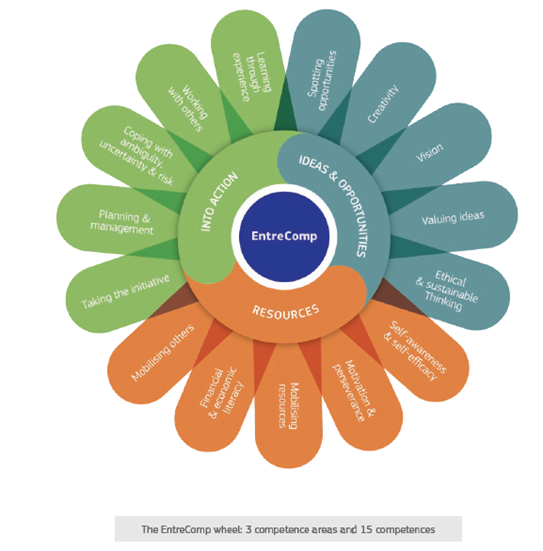 EntreComp
IDEAS & OPPORTUNITIES
Spotting
opportunities
Creativity
Vision
Valuing ideas
Ethical
& sustainable
Thinking
RESOURCES
Self-awareness
& self-efficacy
Motivation &
perseverance
Mobilising
resources
Financial
& economic
literacy
Mobilising others
INTO ACTION
Taking the initiative
Planning &
management
Coping with
ambiguity,
uncertainty & risk
Working
with others
Learning
through
experience
The EntreComp wheel: 3 competence areas and 15 competences